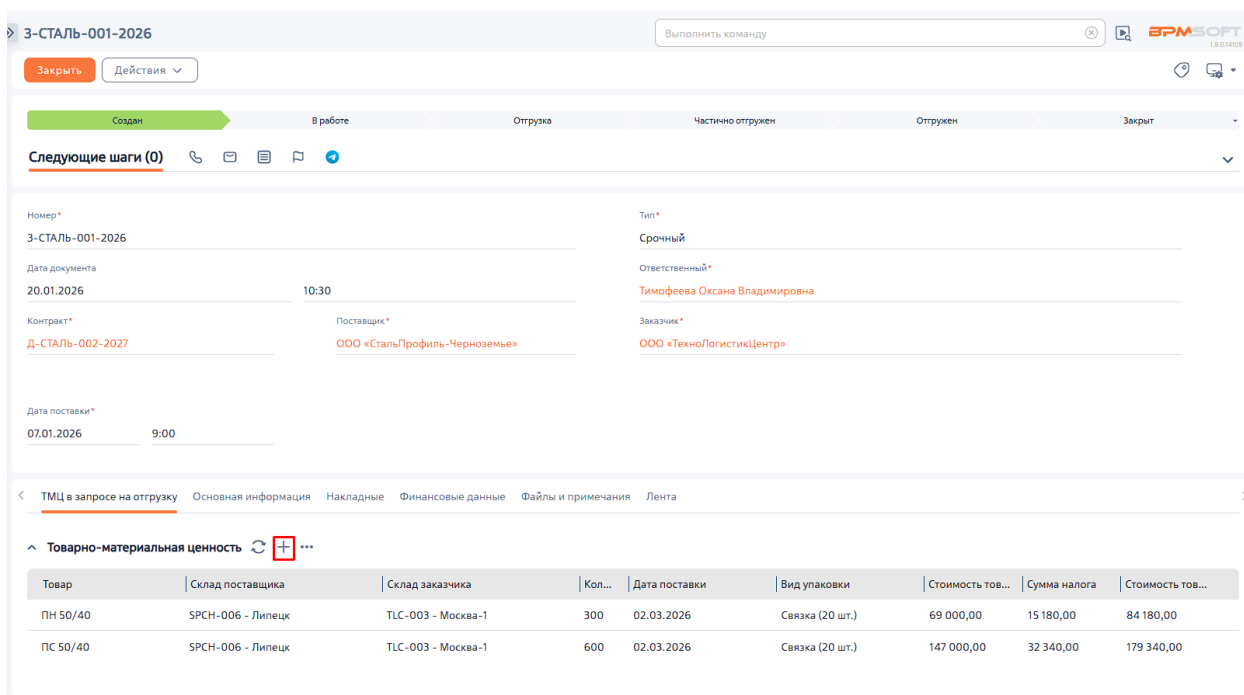 З-СТАЛЬ-001-2026
Выполнить команду
BPMSOFT
1.9.0.14109
Закрыть
Действия
Создан
В работе
Отгрузка
Частично отгружен
Отгружен
Закрыт
Следующие шаги (0)
Номер*
Тип*
З-СТАЛЬ-001-2026
Срочный
Дата документа
Ответственный*
20.01.2026 10:30
Тимофеева Оксана Владимировна
Контракт*
Поставщик*
Заказчик*
Д-СТАЛЬ-002-2027
ООО «СтальПрофиль-Черноземье»
ООО «ТехноЛогистикЦентр»
Дата поставки*
07.01.2026 9:00
ТМЦ в запросе на отгрузку Основная информация Накладные Финансовые данные Файлы и примечания Лента
Товарно-материальная ценность
Товар Склад поставщика Склад заказчика Кол... Дата поставки Вид упаковки Стоимость тов... Сумма налога Стоимость тов...
ПН 50/40 SPCH-006 - Липецк TLC-003 - Москва-1 300 02.03.2026 Связка (20 шт.) 69 000,00 15 180,00 84 180,00
ПС 50/40 SPCH-006 - Липецк TLC-003 - Москва-1 600 02.03.2026 Связка (20 шт.) 147 000,00 32 340,00 179 340,00